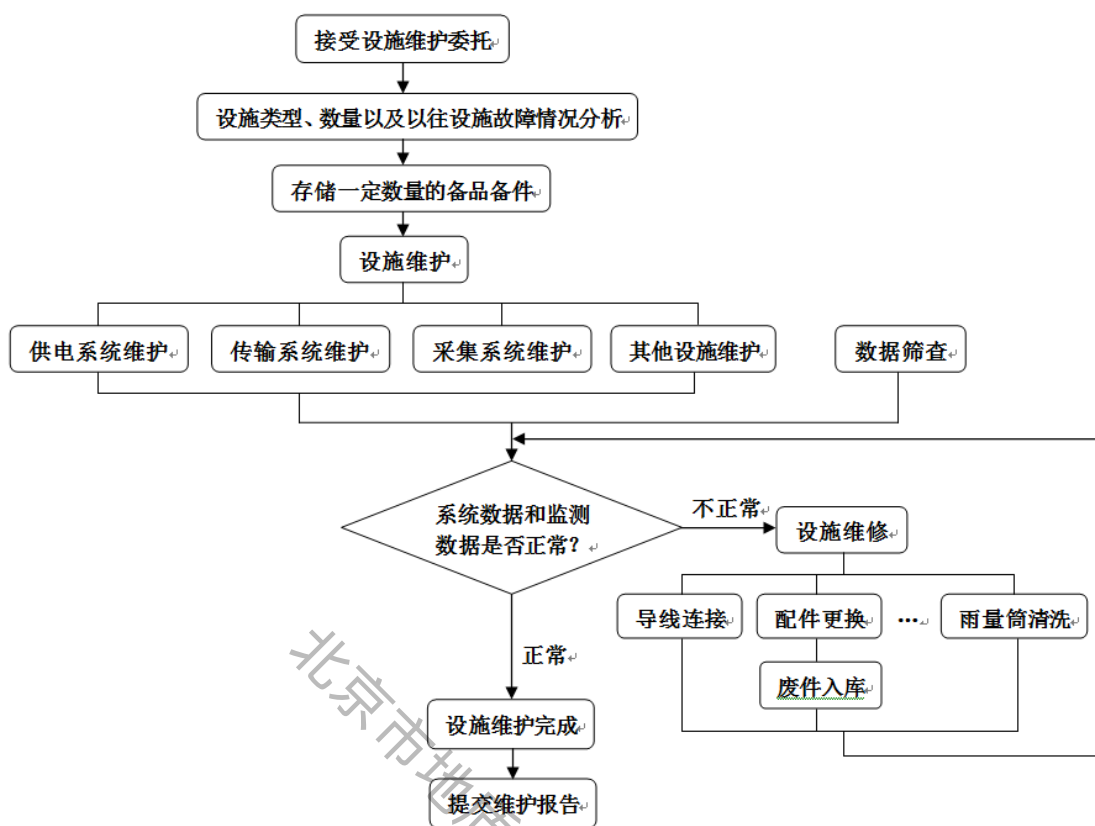 接受设施维护委托
设施类型、数量以及以往设施故障情况分析
存储一定数量的备品备件
设施维护
供电系统维护
传输系统维护
采集系统维护
其他设施维护
数据筛查
系统数据和监测
数据是否正常？
不正常
设施维修
导线连接
配件更换
…
雨量筒清洗
废件入库
正常
设施维护完成
提交维护报告
北京市地质